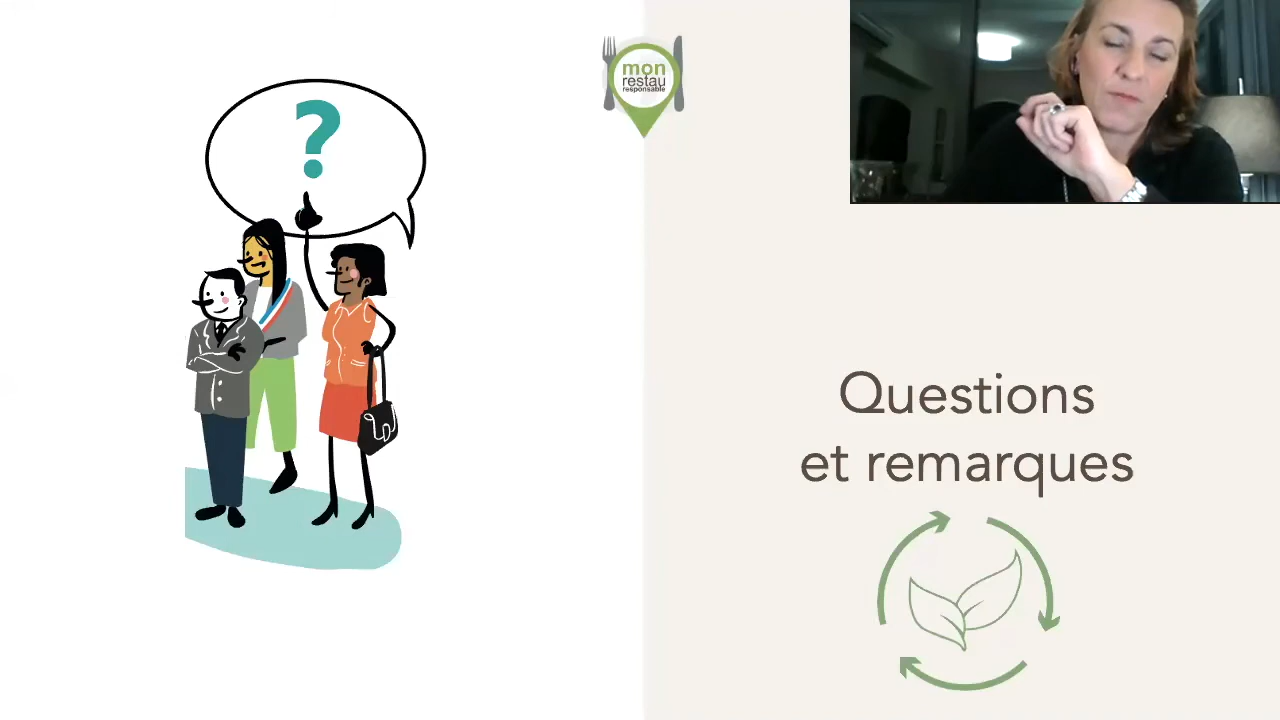 ?
mon
restau
responsable
Questions
et remarques